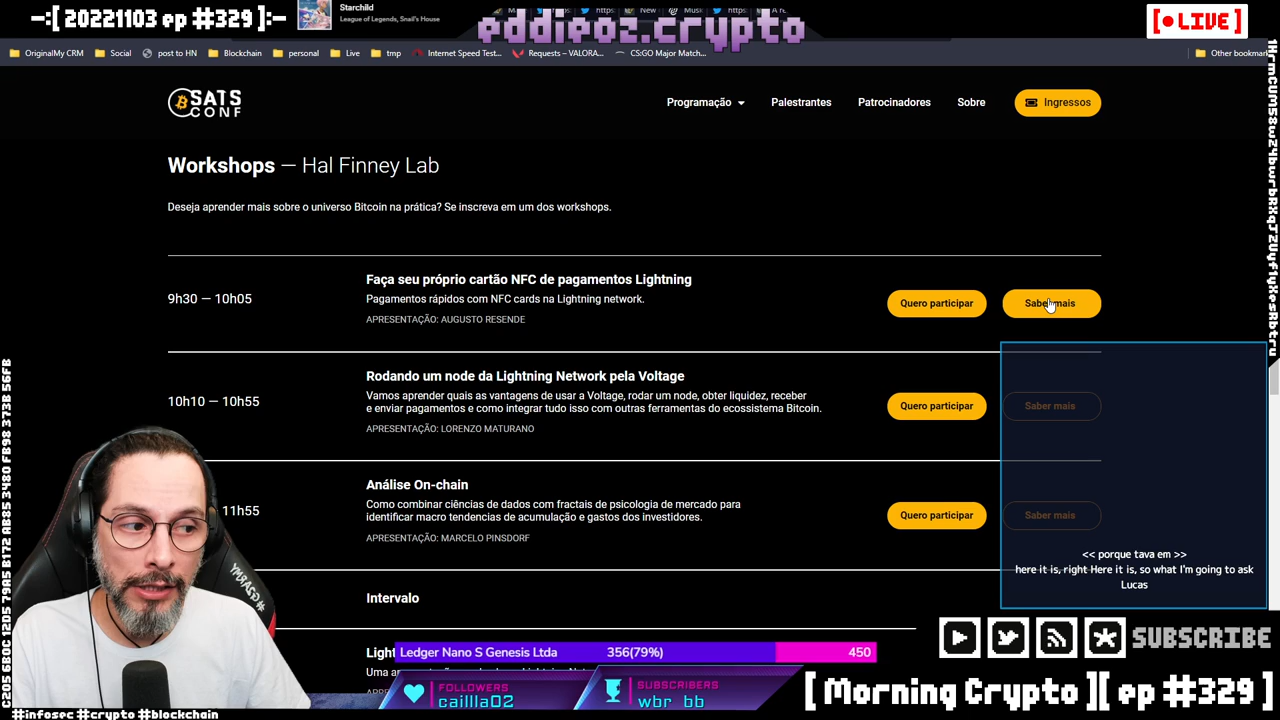 —:[ 20221103 ep #329 ]:—
Starchild
League of Legends, Snail's House
eddieoz.crypto
[ ● LIVE ]
OriginalMy CRM
Social
post to HN
Blockchain
personal
Live
tmp
Internet Speed Test...
Requests – VALORA...
CS:GO Major Match...
Other bookmar
SATS
CONF
Programação
Palestrantes
Patrocinadores
Sobre
Ingressos
Workshops — Hal Finney Lab
Deseja aprender mais sobre o universo Bitcoin na prática? Se inscreva em um dos workshops.
9h30 — 10h05
Faça seu próprio cartão NFC de pagamentos Lightning
Pagamentos rápidos com NFC cards na Lightning network.
APRESENTAÇÃO: AUGUSTO RESENDE
Quero participar
Saber mais
10h10 — 10h55
Rodando um node da Lightning Network pela Voltage
Vamos aprender quais as vantagens de usar a Voltage, rodar um node, obter liquidez, receber
e enviar pagamentos e como integrar tudo isso com outras ferramentas do ecossistema Bitcoin.
APRESENTAÇÃO: LORENZO MATURANO
Quero participar
Saber mais
11h55
Análise On-chain
Como combinar ciências de dados com fractais de psicologia de mercado para
identificar macro tendencias de acumulação e gastos dos investidores.
APRESENTAÇÃO: MARCELO PINSDORF
Quero participar
Saber mais
<< porque tava em >>
here it is, right Here it is, so what I'm going to ask
Lucas
Intervalo
Ledger Nano S Genesis Ltda
356(79%)
450
FOLLOWERS
caillla02
SUBSCRIBERS
wbr_bb
SUBSCRIBE
[ Morning Crypto ][ ep #329 ]
#infosec #crypto #blockchain